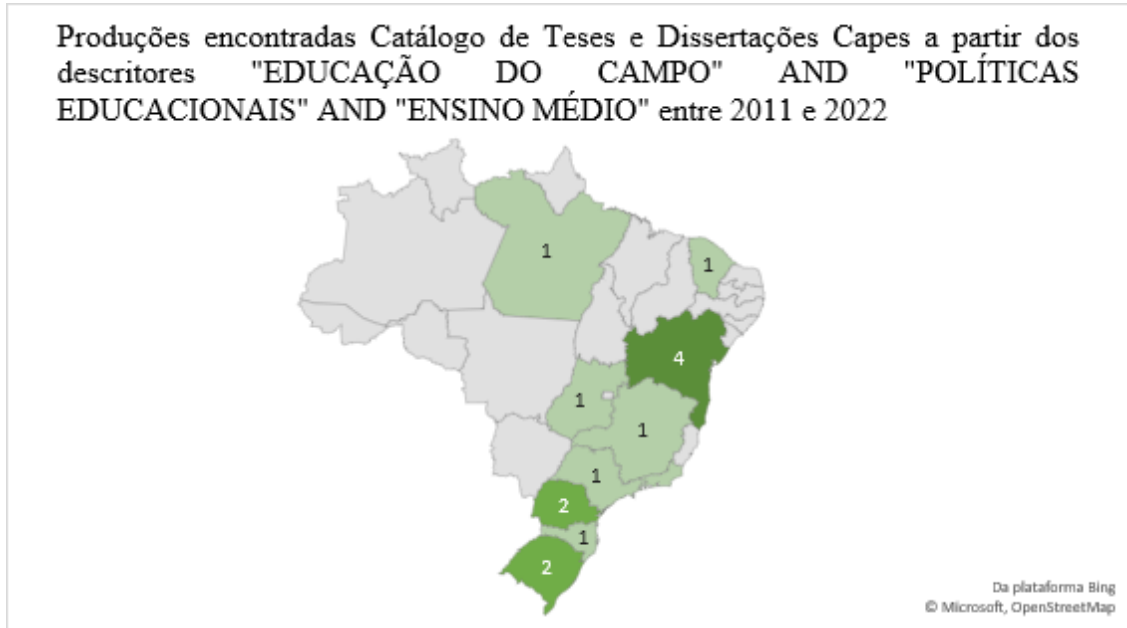 Produções encontradas Catálogo de Teses e Dissertações Capes a partir dos
descritores "EDUCAÇÃO DO CAMPO" AND "POLÍTICAS
EDUCACIONAIS" AND "ENSINO MÉDIO" entre 2011 e 2022
1
1
4
1
1
1
2
1
2
Da plataforma Bing
© Microsoft, OpenStreetMap